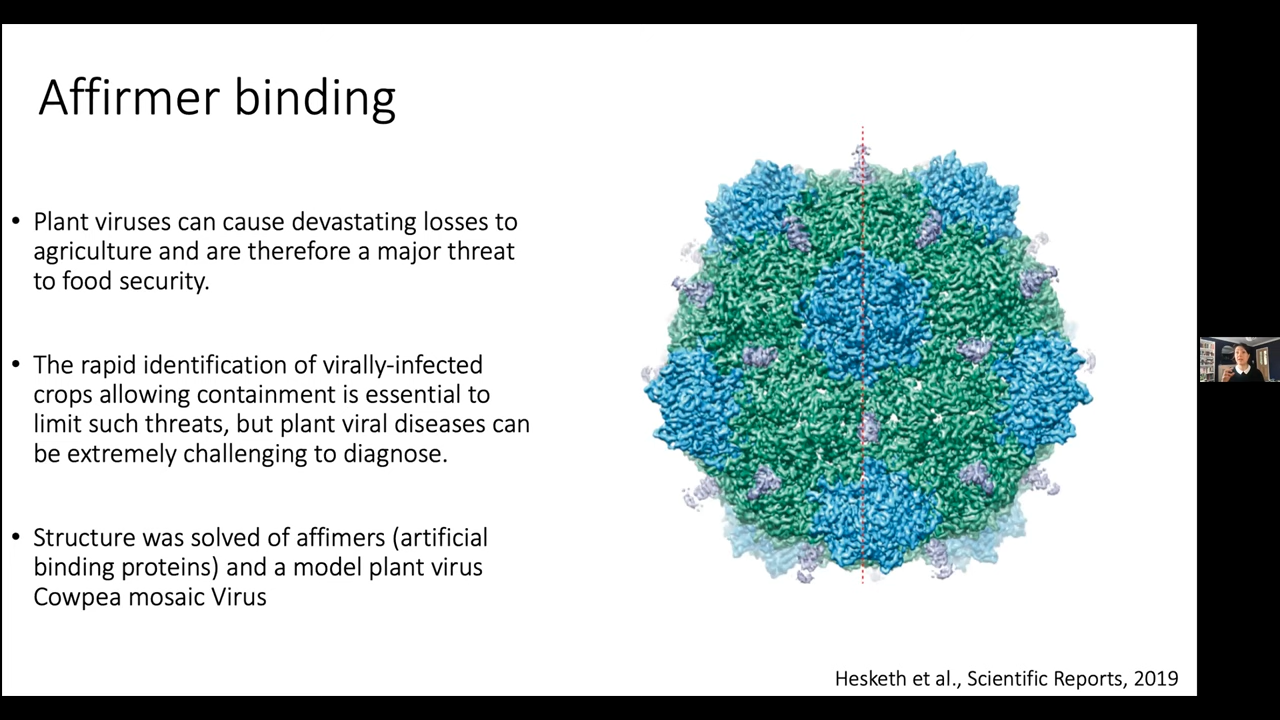 Affirmer binding
• Plant viruses can cause devastating losses to
agriculture and are therefore a major threat
to food security.
• The rapid identification of virally-infected
crops allowing containment is essential to
limit such threats, but plant viral diseases can
be extremely challenging to diagnose.
• Structure was solved of affimers (artificial
binding proteins) and a model plant virus
Cowpea mosaic Virus
Hesketh et al., Scientific Reports, 2019